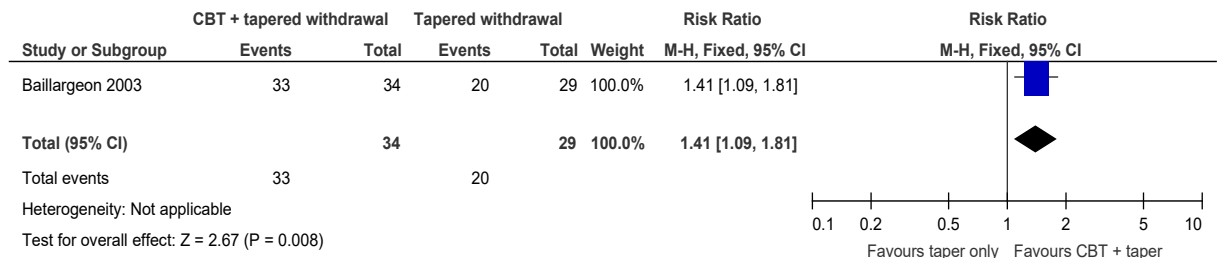 CBT + tapered withdrawal Tapered withdrawal Risk Ratio Risk Ratio
Study or Subgroup Events Total Events Total Weight M-H, Fixed, 95% CI M-H, Fixed, 95% CI
Baillargeon 2003 33 34 20 29 100.0% 1.41 [1.09, 1.81]
Total (95% CI) 34 29 100.0% 1.41 [1.09, 1.81]
Total events 33 20
Heterogeneity: Not applicable
Test for overall effect: Z = 2.67 (P = 0.008)
0.1 0.2 0.5 1 2 5 10
Favours taper only Favours CBT + taper